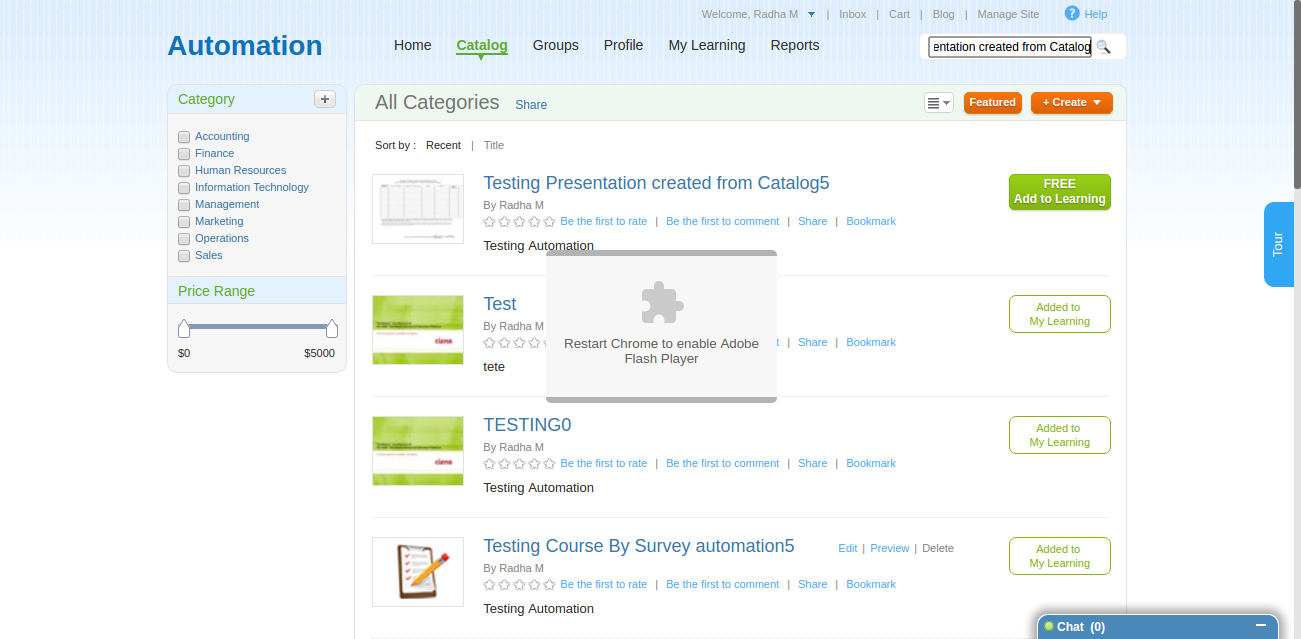 Welcome, Radha M | Inbox | Cart | Blog | Manage Site ? Help
Automation
Home Catalog Groups Profile My Learning Reports
entation created from Catalog
Category +
Accounting
Finance
Human Resources
Information Technology
Management
Marketing
Operations
Sales
Price Range
$0 $5000
All Categories Share
Featured
+ Create
Sort by : Recent | Title
Testing Presentation created from Catalog5
By Radha M
Be the first to rate | Be the first to comment | Share | Bookmark
Testing Automation
FREE
Add to Learning
Test
By Radha M
t | Share | Bookmark
tete
Added to
My Learning
Restart Chrome to enable Adobe
Flash Player
TESTING0
By Radha M
Be the first to rate | Be the first to comment | Share | Bookmark
Testing Automation
Added to
My Learning
Testing Course By Survey automation5
Edit | Preview | Delete
By Radha M
Be the first to rate | Be the first to comment | Share | Bookmark
Testing Automation
Added to
My Learning
Tour
Chat (0)